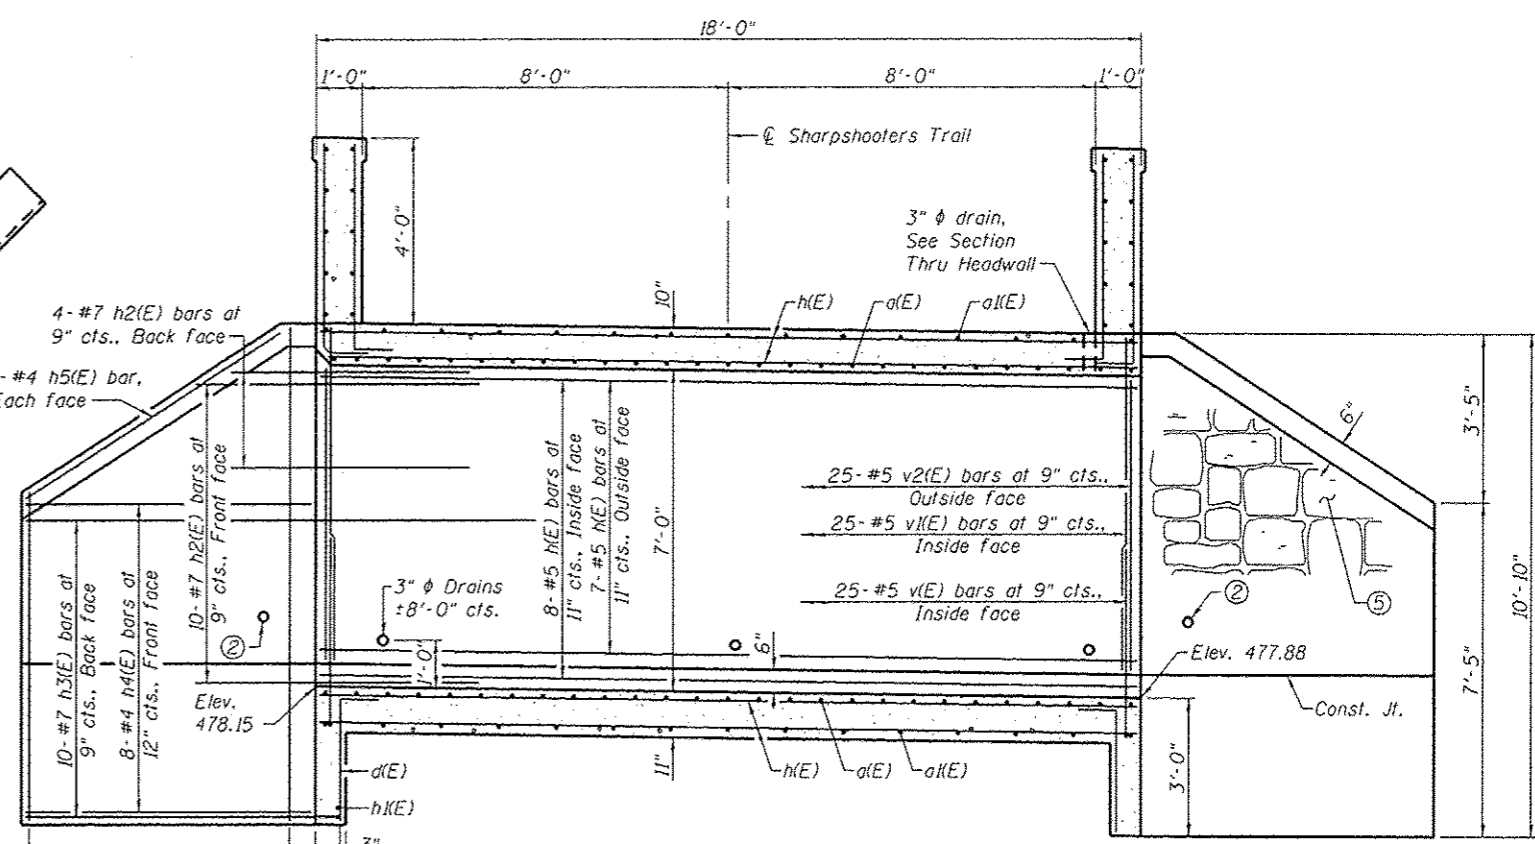 18'-0"
1'-0"
8'-0"
8'-0"
1'-0"
℄ Sharpshooters Trail
4'-0"
3" ϕ drain,
See Section
Thru Headwall
10"
h(E)
a(E)
a1(E)
4- #7 h2(E) bars at
9" cts., Back face
- #4 h5(E) bar,
Each face
3'-5"
6"
10- #7 h2(E) bars at
9" cts., Front face
8- #5 h(E) bars at
11" cts., Inside face
7- #5 h(E) bars at
11" cts., Outside face
7'-0"
25- #5 v2(E) bars at 9" cts.,
Outside face
25- #5 v1(E) bars at 9" cts.,
Inside face
25- #5 v(E) bars at 9" cts.,
Inside face
10'-10"
3" ϕ Drains
±8'-0" cts.
10- #7 h3(E) bars at
9" cts., Back face
8- #4 h4(E) bars at
12" cts., Front face
2
2
5
1'-0"
6"
Elev. 477.88
7'-5"
Elev.
478.15
Const. Jt.
d(E)
11"
h(E)
a(E)
a1(E)
3'-0"
h1(E)
3"